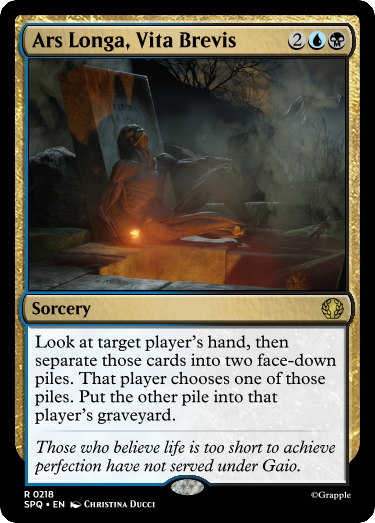 Ars Longa, Vita Brevis
2
Sorcery
Look at target player's hand, then
separate those cards into two face-down
piles. That player chooses one of those
piles. Put the other pile into that
player's graveyard.
Those who believe life is too short to achieve
perfection have not served under Gaio.
R 0218
SPQ • EN Christina Ducci
©Grapple